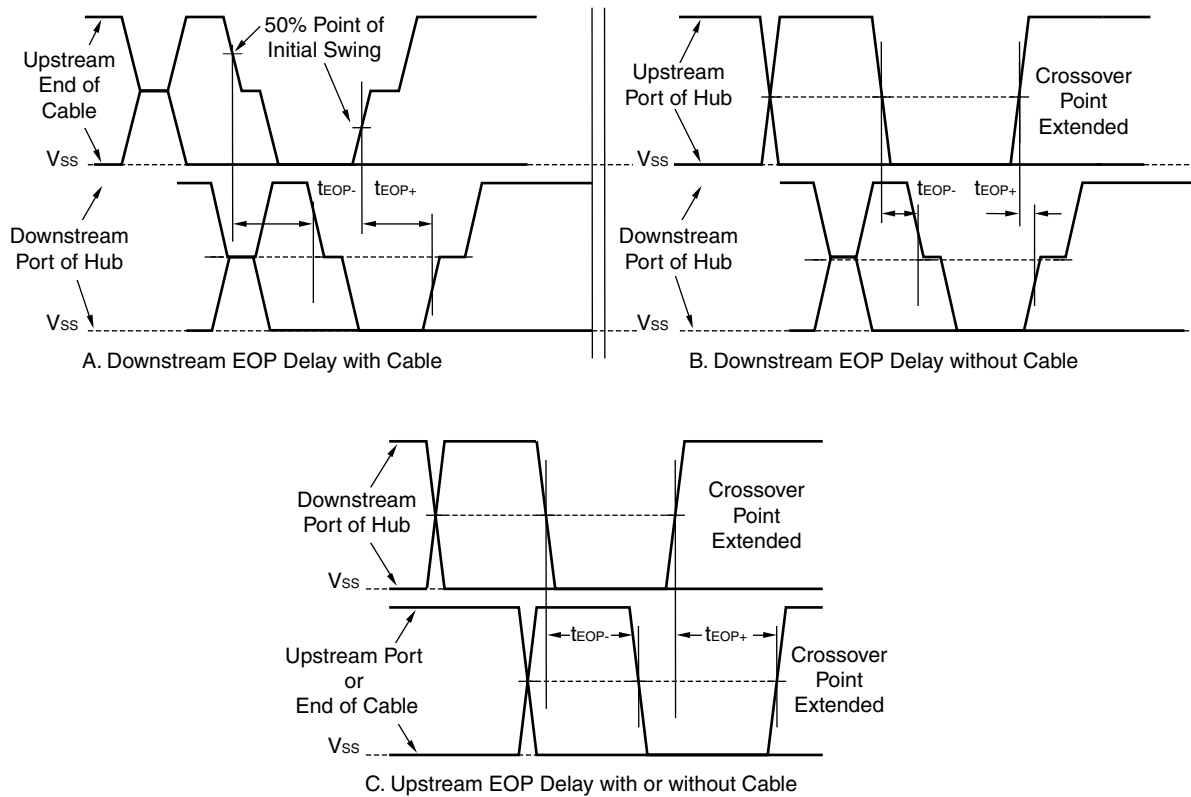 50% Point of
Initial Swing
Upstream
End of
Cable
VSS
tEOP-
tEOP+
Downstream
Port of Hub
VSS
A. Downstream EOP Delay with Cable
Upstream
Port of Hub
Crossover
Point
Extended
VSS
tEOP-
tEOP+
Downstream
Port of Hub
VSS
B. Downstream EOP Delay without Cable
Downstream
Port of Hub
Crossover
Point
Extended
VSS
tEOP-
tEOP+
Upstream Port
or
End of Cable
Crossover
Point
Extended
VSS
C. Upstream EOP Delay with or without Cable